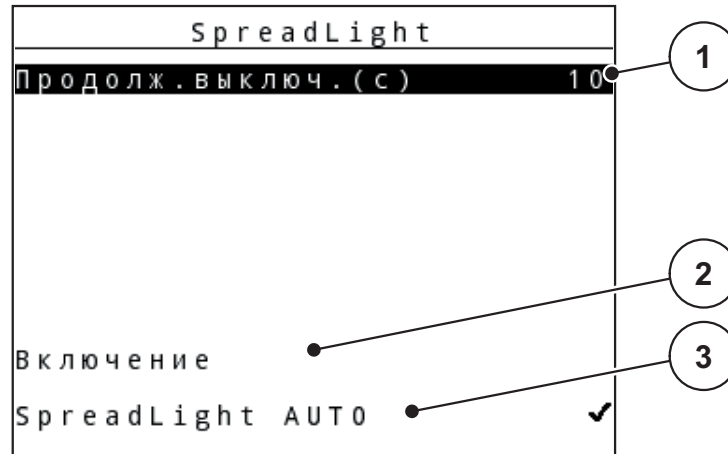 SpreadLight
Продолж.выключ.(с) 10
1
2
Включение
3
SpreadLight AUTO ✔